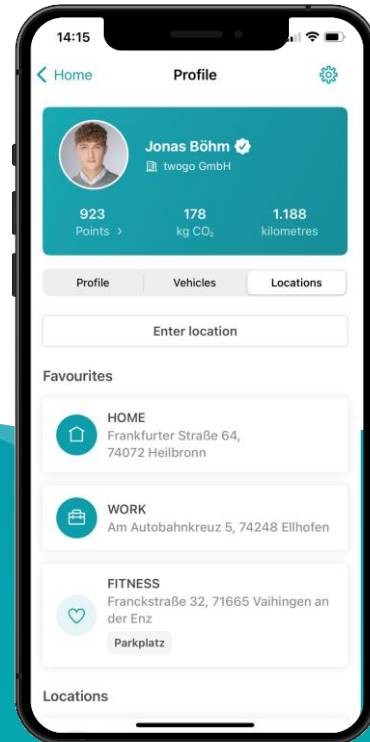 14:15
Home
Profile
Jonas Böhm
twogo GmbH
923
178
1.188
Points >
kg CO₂
kilometres
Profile
Vehicles
Locations
Enter location
Favourites
HOME
Frankfurter Straße 64,
74072 Heilbronn
WORK
Am Autobahnkreuz 5, 74248 Ellhofen
FITNESS
Franckstraße 32, 71665 Vaihingen an
der Enz
Parkplatz
Locations